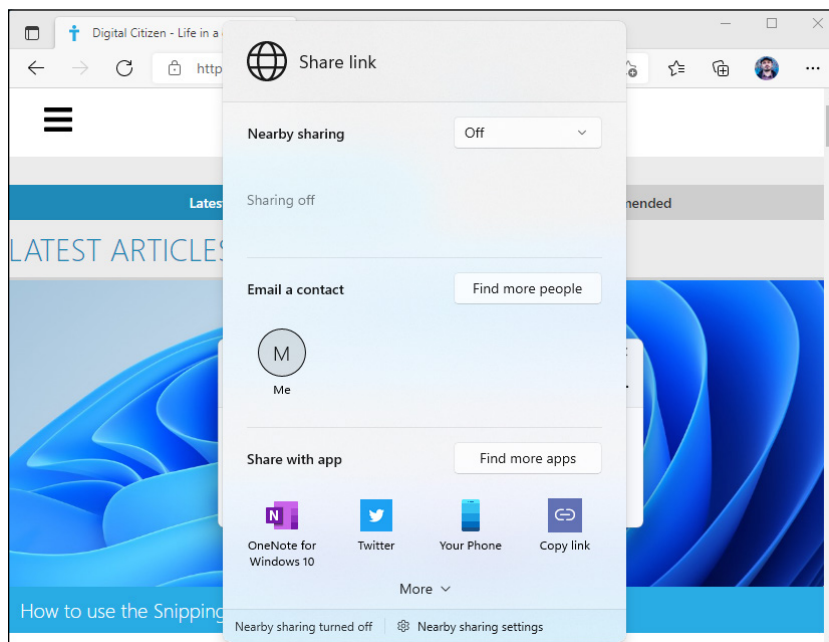 Digital Citizen - Life in a
http
Share link
Nearby sharing
Off
Sharing off
Lates
mended
LATEST ARTICLES
Email a contact
Find more people
M
Me
Share with app
Find more apps
N
OneNote for
Windows 10
Twitter
Your Phone
Copy link
More
How to use the Snipping
Nearby sharing turned off
Nearby sharing settings